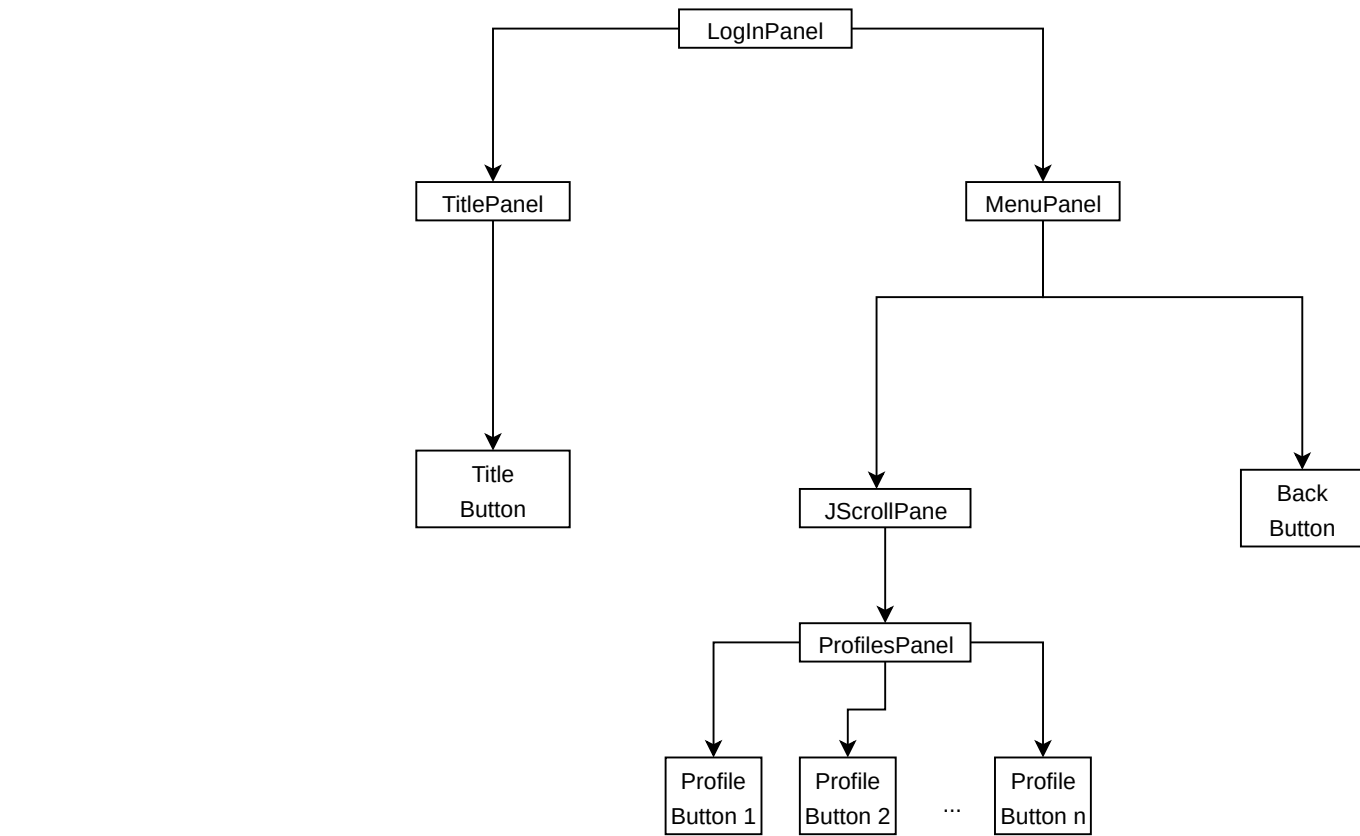 LogInPanel
TitlePanel
MenuPanel
Title
Button
JScrollPane
Back
Button
ProfilesPanel
Profile
Button 1
Profile
Button 2
...
Profile
Button n